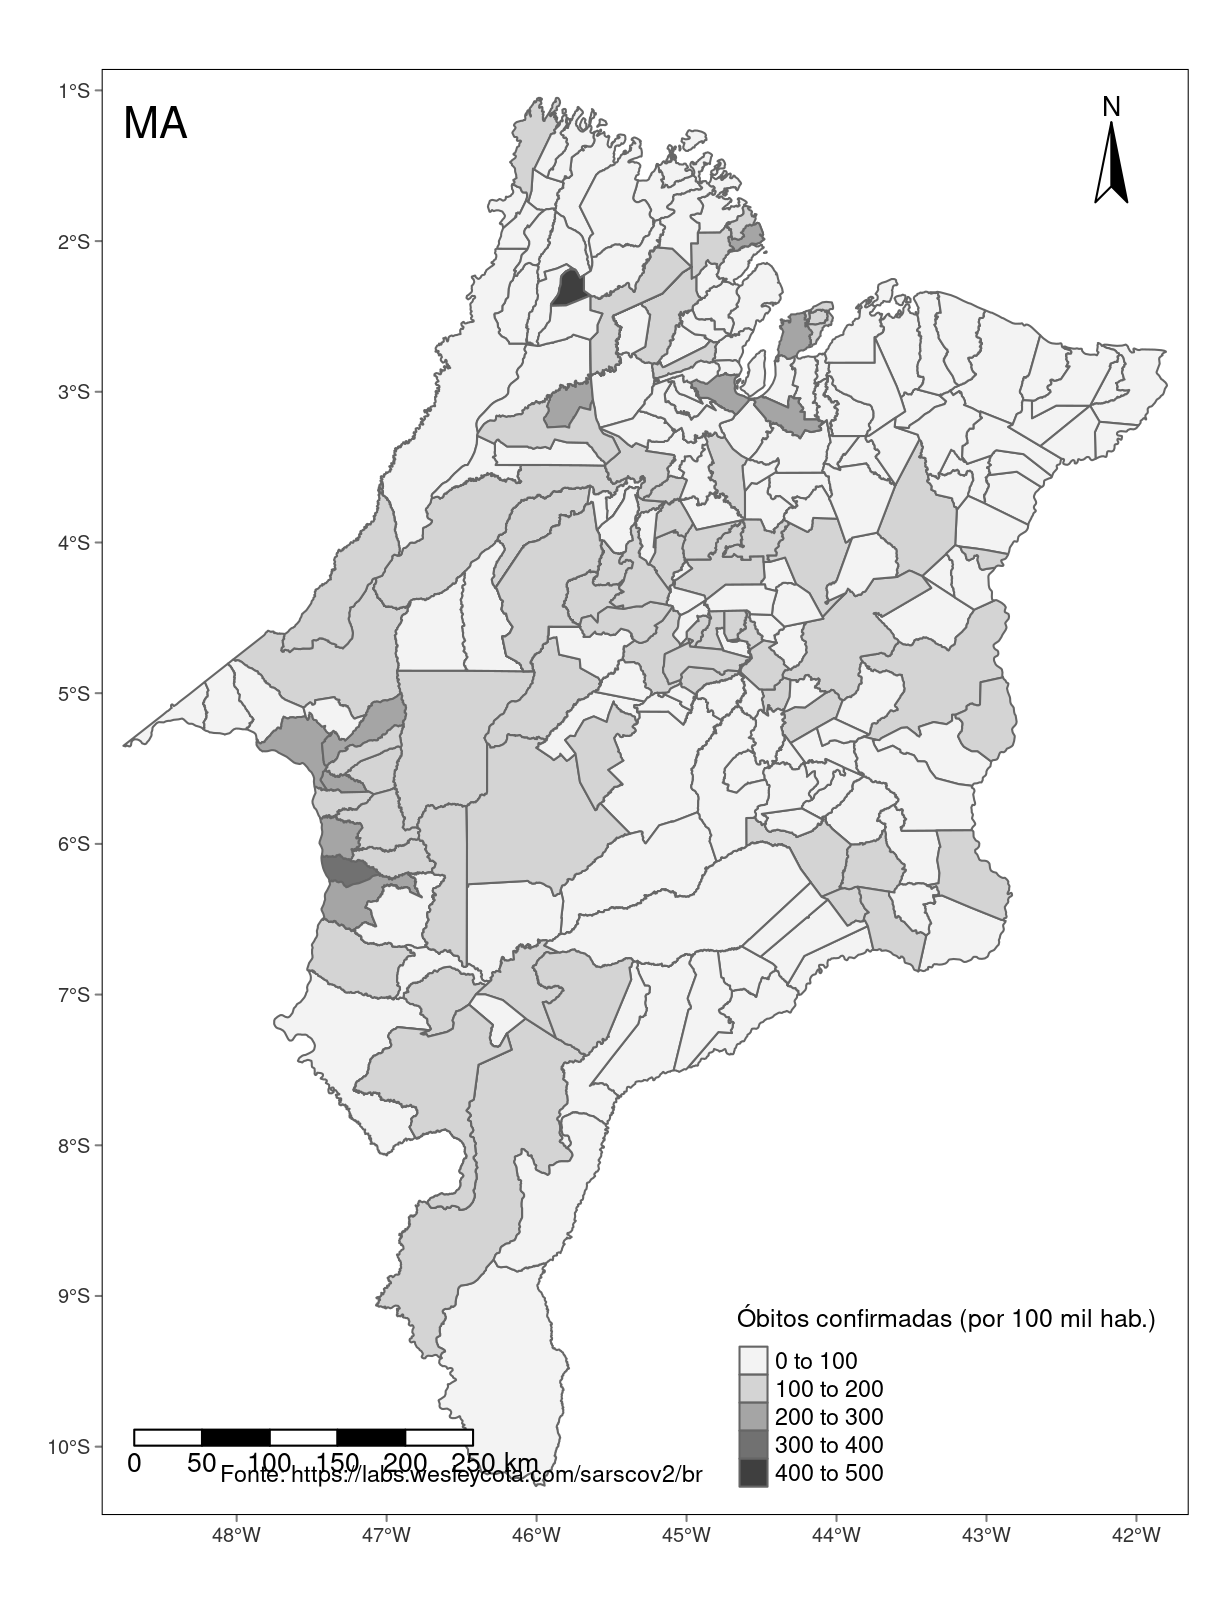 MA
N
1°S
2°S
3°S
4°S
5°S
6°S
7°S
8°S
9°S
10°S
Óbitos confirmadas (por 100 mil hab.)
0 to 100
100 to 200
200 to 300
300 to 400
400 to 500
0 50 100 150 200 250 km
Fonte: https://labs.wesleycota.com/sarscov2/br
48°W 47°W 46°W 45°W 44°W 43°W 42°W